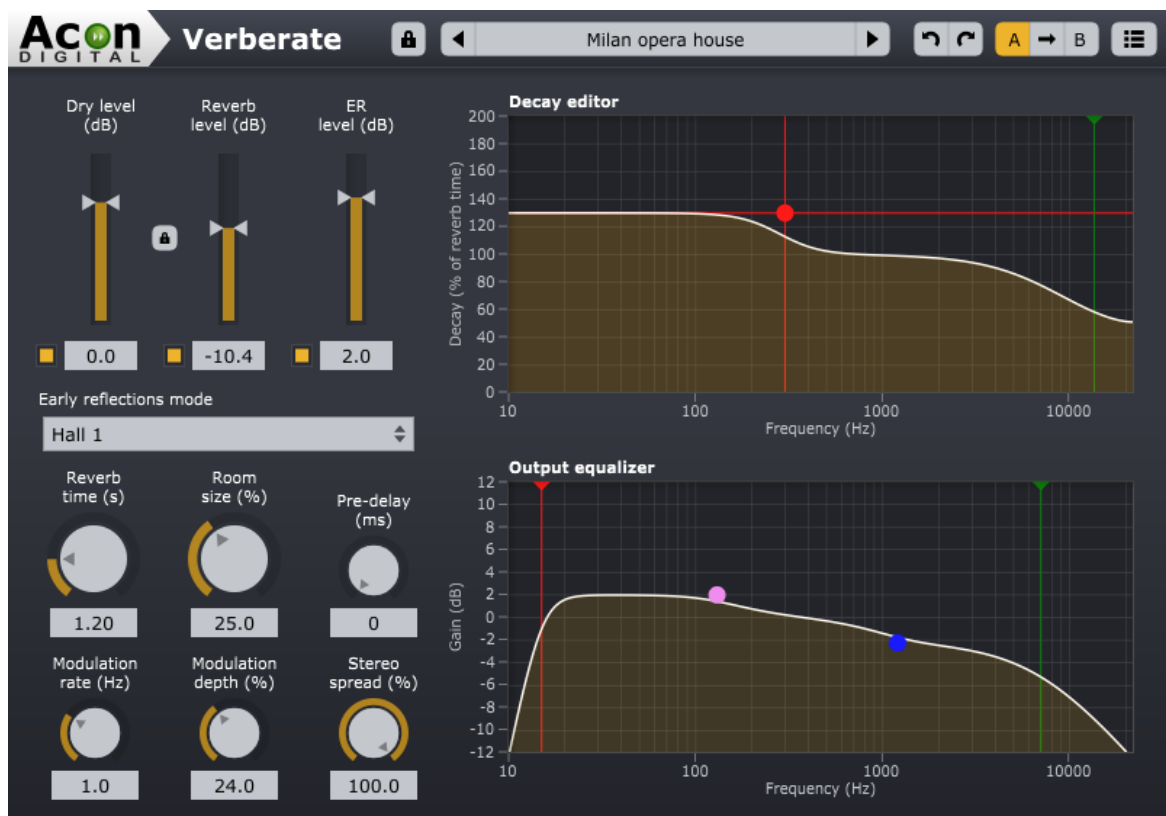 Acon
DIGITAL
Verberate
Milan opera house
A
B
Dry level
(dB)
Reverb
level (dB)
ER
level (dB)
0.0
-10.4
2.0
Early reflections mode
Hall 1
Reverb
time (s)
Room
size (%)
Pre-delay
(ms)
1.20
25.0
0
Modulation
rate (Hz)
Modulation
depth (%)
Stereo
spread (%)
1.0
24.0
100.0
Decay editor
Decay (% of reverb time)
200
180
160
140
120
100
80
60
40
20
0
10
100
1000
10000
Frequency (Hz)
Output equalizer
Gain (dB)
12
10
8
6
4
2
0
-2
-4
-6
-8
-10
-12
10
100
1000
10000
Frequency (Hz)